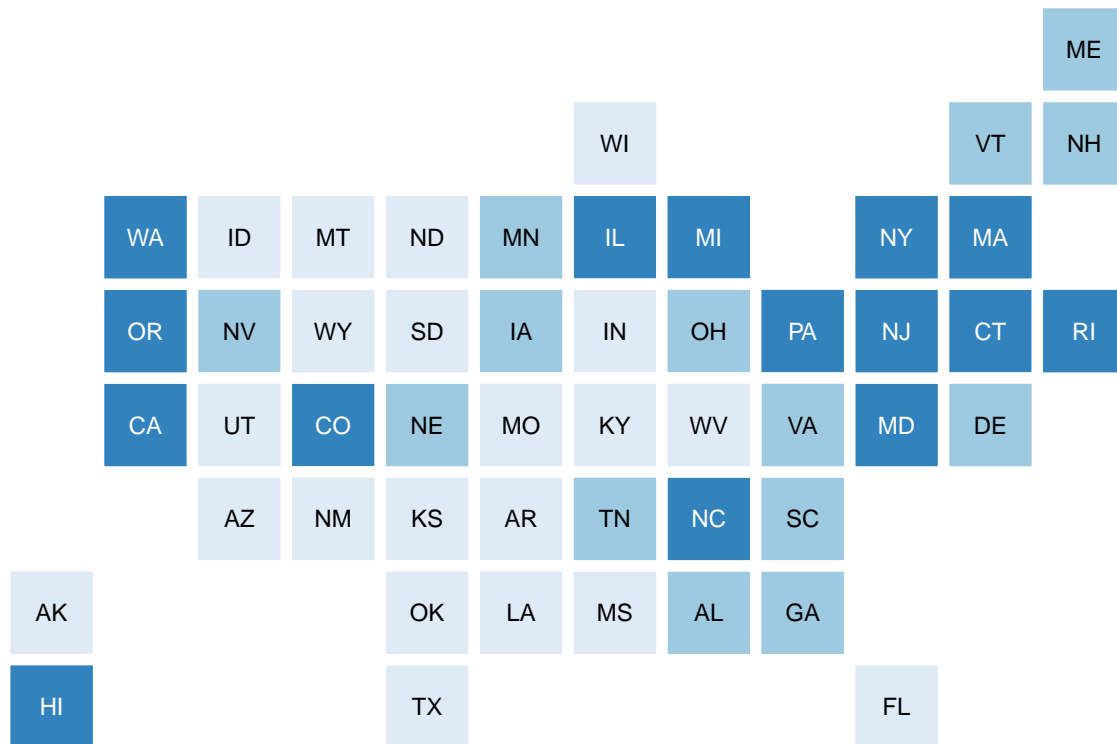 ME
WI VT NH
WA ID MT ND MN IL MI NY MA
OR NV WY SD IA IN OH PA NJ CT RI
CA UT CO NE MO KY WV VA MD DE
AZ NM KS AR TN NC SC
AK OK LA MS AL GA
HI TX FL